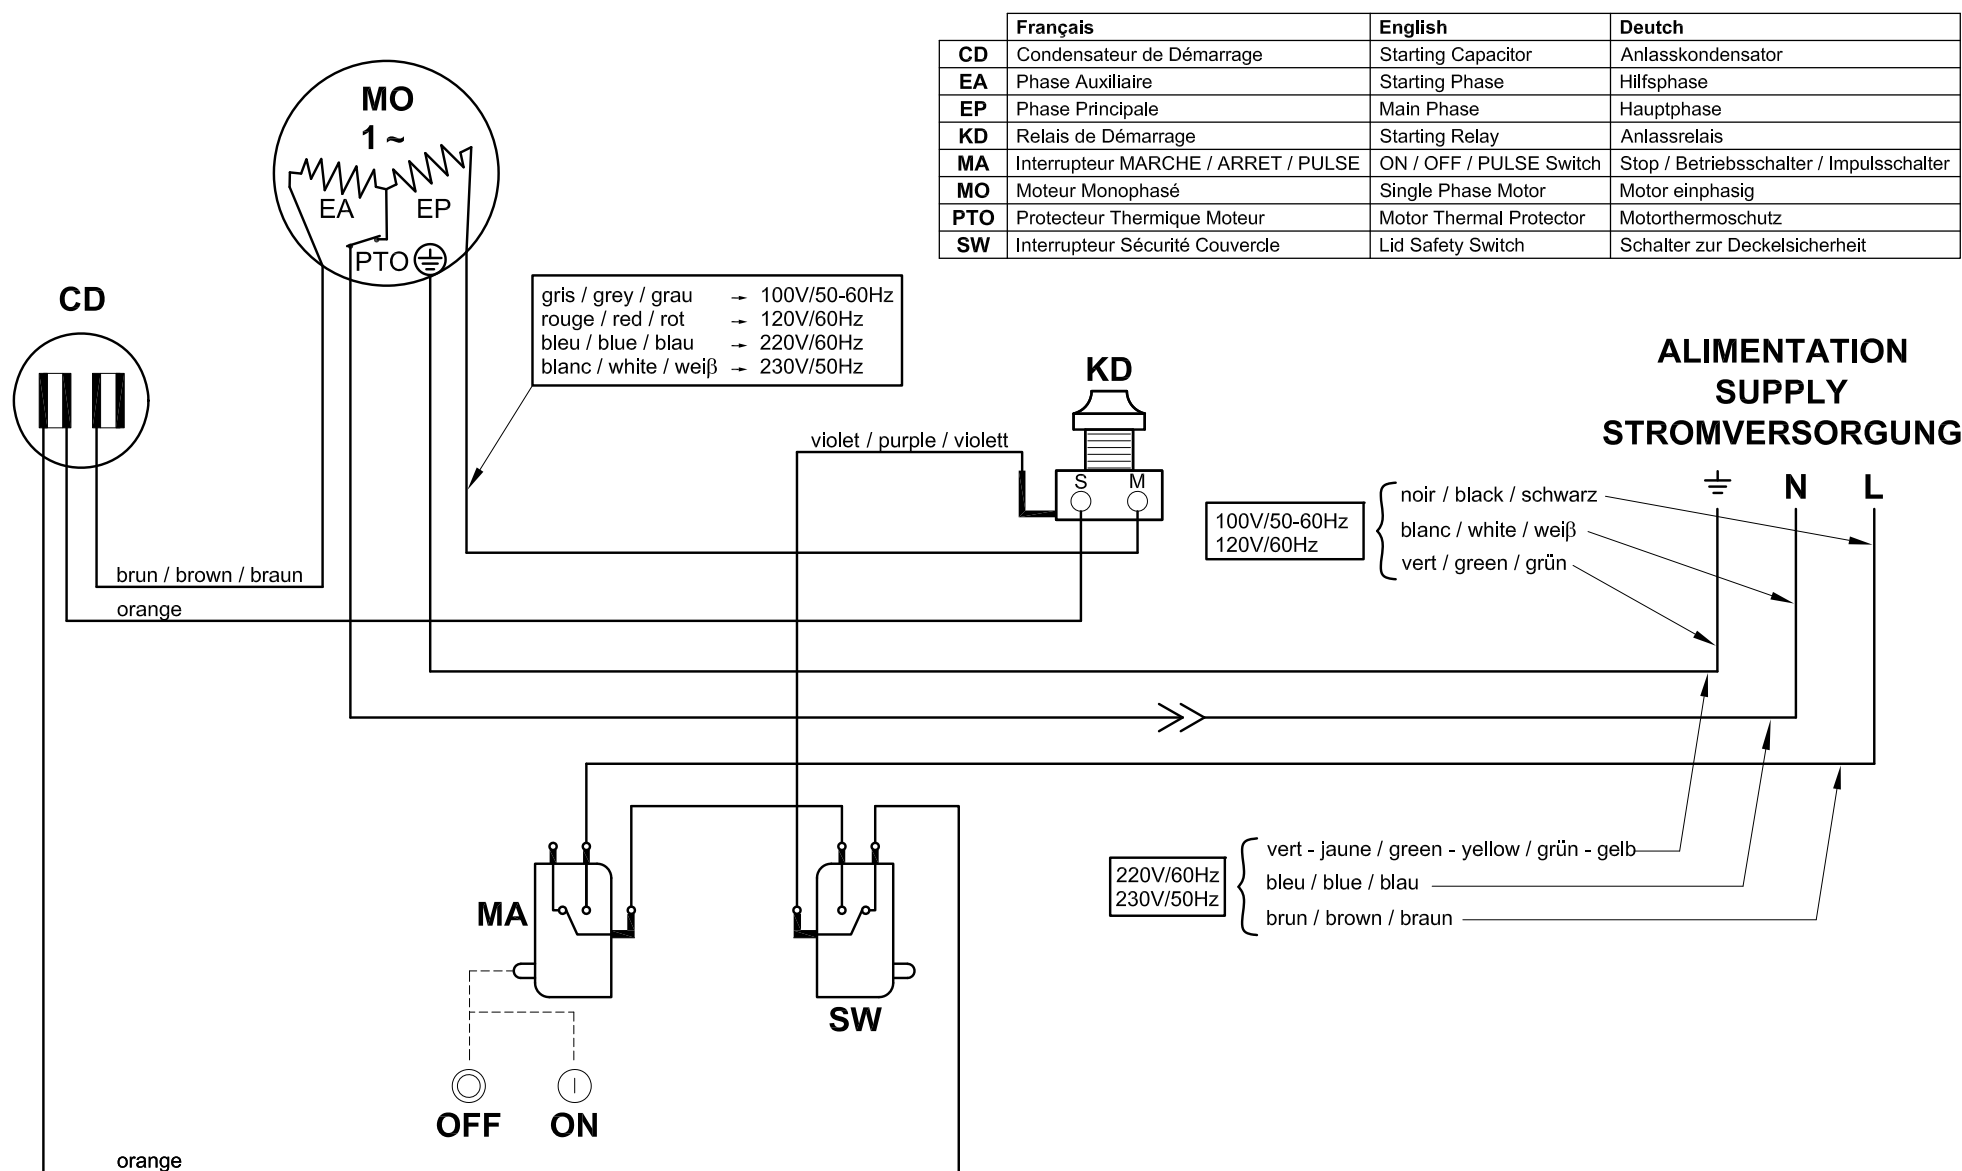 Français English Deutch
CD Condensateur de Démarrage Starting Capacitor Anlasskondensator
EA Phase Auxiliaire Starting Phase Hilfsphase
EP Phase Principale Main Phase Hauptphase
KD Relais de Démarrage Starting Relay Anlassrelais
MA Interrupteur MARCHE / ARRET / PULSE ON / OFF / PULSE Switch Stop / Betriebsschalter / Impulsschalter
MO Moteur Monophasé Single Phase Motor Motor einphasig
PTO Protecteur Thermique Moteur Motor Thermal Protector Motorthermoschutz
SW Interrupteur Sécurité Couvercle Lid Safety Switch Schalter zur Deckelsicherheit
MO
1 ~
EA EP
PTO
CD
gris / grey / grau → 100V/50-60Hz
rouge / red / rot → 120V/60Hz
bleu / blue / blau → 220V/60Hz
blanc / white / weiβ → 230V/50Hz
KD
violet / purple / violett
S M
ALIMENTATION
SUPPLY
STROMVERSORGUNG
N L
100V/50-60Hz
120V/60Hz
noir / black / schwarz
blanc / white / weiβ
vert / green / grün
brun / brown / braun
orange
220V/60Hz
230V/50Hz
vert - jaune / green - yellow / grün - gelb
bleu / blue / blau
brun / brown / braun
MA
SW
OFF ON
orange